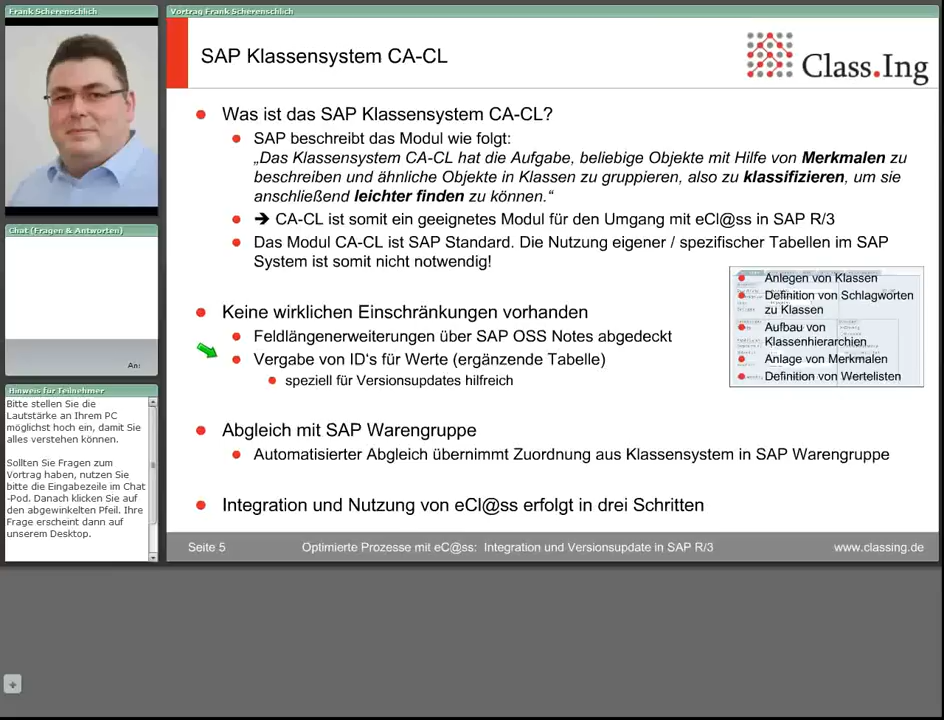 Frank Scherenschlich
Vortrag Frank Scherenschlich
SAP Klassensystem CA-CL
Class.Ing
Was ist das SAP Klassensystem CA-CL?
SAP beschreibt das Modul wie folgt:
„Das Klassensystem CA-CL hat die Aufgabe, beliebige Objekte mit Hilfe von Merkmalen zu
beschreiben und ähnliche Objekte in Klassen zu gruppieren, also zu klassifizieren, um sie
anschließend leichter finden zu können.“
➔ CA-CL ist somit ein geeignetes Modul für den Umgang mit eCl@ss in SAP R/3
Das Modul CA-CL ist SAP Standard. Die Nutzung eigener / spezifischer Tabellen im SAP
System ist somit nicht notwendig!
Keine wirklichen Einschränkungen vorhanden
Feldlängenerweiterungen über SAP OSS Notes abgedeckt
Vergabe von ID‘s für Werte (ergänzende Tabelle)
speziell für Versionsupdates hilfreich
Anlegen von Klassen
Definition von Schlagworten
zu Klassen
Aufbau von
Klassenhierarchien
Anlage von Merkmalen
Definition von Wertelisten
Abgleich mit SAP Warengruppe
Automatisierter Abgleich übernimmt Zuordnung aus Klassensystem in SAP Warengruppe
Integration und Nutzung von eCl@ss erfolgt in drei Schritten
Seite 5
Optimierte Prozesse mit eC@ss: Integration und Versionsupdate in SAP R/3
www.classing.de
Chat (Fragen & Antworten)
An:
Hinweis für Teilnehmer
Bitte stellen Sie die
Lautstärke an Ihrem PC
möglichst hoch ein, damit Sie
alles verstehen können.
Sollten Sie Fragen zum
Vortrag haben, nutzen Sie
bitte die Eingabezeile im Chat
-Pod. Danach klicken Sie auf
den abgewinkelten Pfeil. Ihre
Frage erscheint dann auf
unserem Desktop.